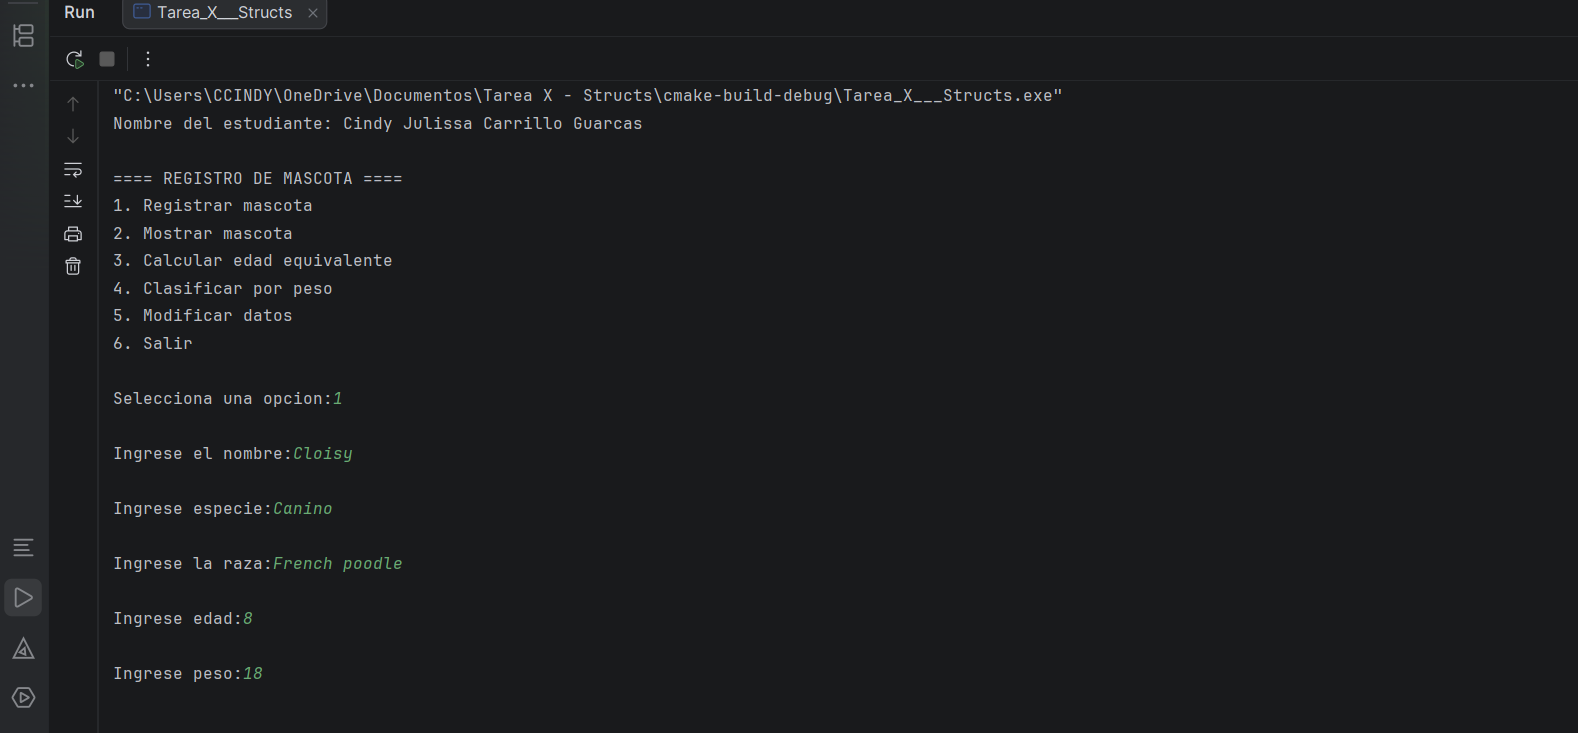 Run
Tarea_X___Structs
"C:\Users\CCINDY\OneDrive\Documentos\Tarea X - Structs\cmake-build-debug\Tarea_X___Structs.exe"
Nombre del estudiante: Cindy Julissa Carrillo Guarcas
==== REGISTRO DE MASCOTA ====
1. Registrar mascota
2. Mostrar mascota
3. Calcular edad equivalente
4. Clasificar por peso
5. Modificar datos
6. Salir
Selecciona una opcion:1
Ingrese el nombre:Cloisy
Ingrese especie:Canino
Ingrese la raza:French poodle
Ingrese edad:8
Ingrese peso:18